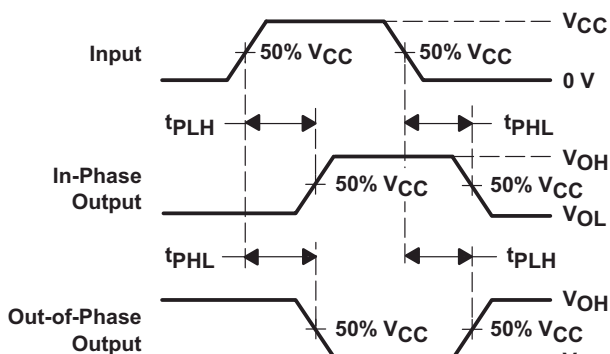 VCC
Input
50% VCC
50% VCC
0 V
tPLH
tPHL
VOH
In-Phase
Output
50% VCC
50% VCC
VOL
tPHL
tPLH
VOH
Out-of-Phase
Output
50% VCC
50% VCC